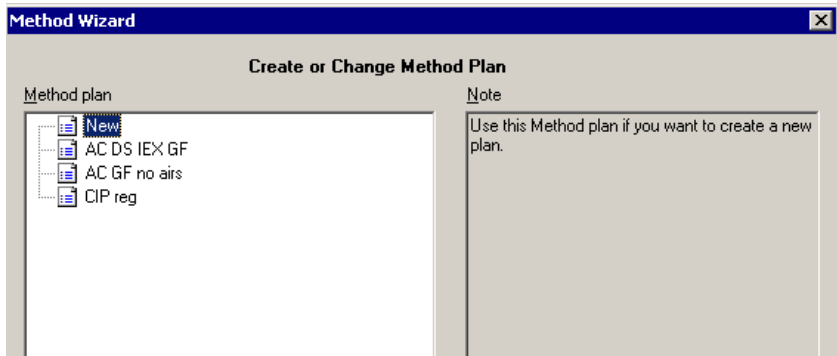 Method Wizard
Create or Change Method Plan
Method plan
New
AC DS IEX GF
AC GF no airs
CIP reg
Note
Use this Method plan if you want to create a new
plan.